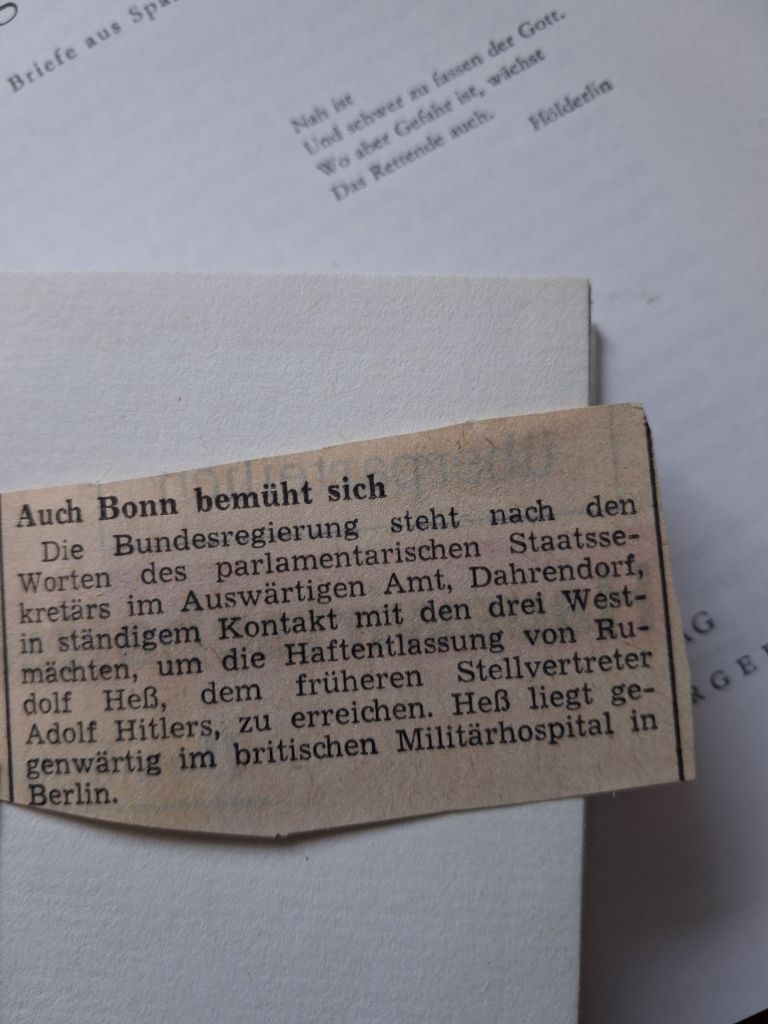 Briefe aus
Nah ist
Und schwer zu fassen der Gott.
Wo aber Gefahr ist, wächst
Das Rettende auch.
Hölderlin
Auch Bonn bemüht sich
Die Bundesregierung steht nach den
Worten des parlamentarischen Staatsse-
kretärs im Auswärtigen Amt, Dahrendorf,
in ständigem Kontakt mit den drei West-
mächten, um die Haftentlassung von Ru-
dolf Heß, dem früheren Stellvertreter
Adolf Hitlers, zu erreichen. Heß liegt ge-
genwärtig im britischen Militärhospital in
Berlin.